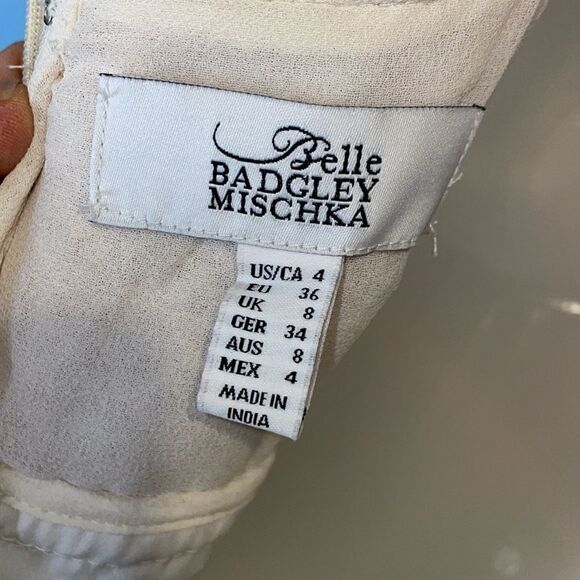 Belle
BADGLEY
MISCHKA
US/CA 4
EU 36
UK 8
GER 34
AUS 8
MEX 4
MADE IN
INDIA